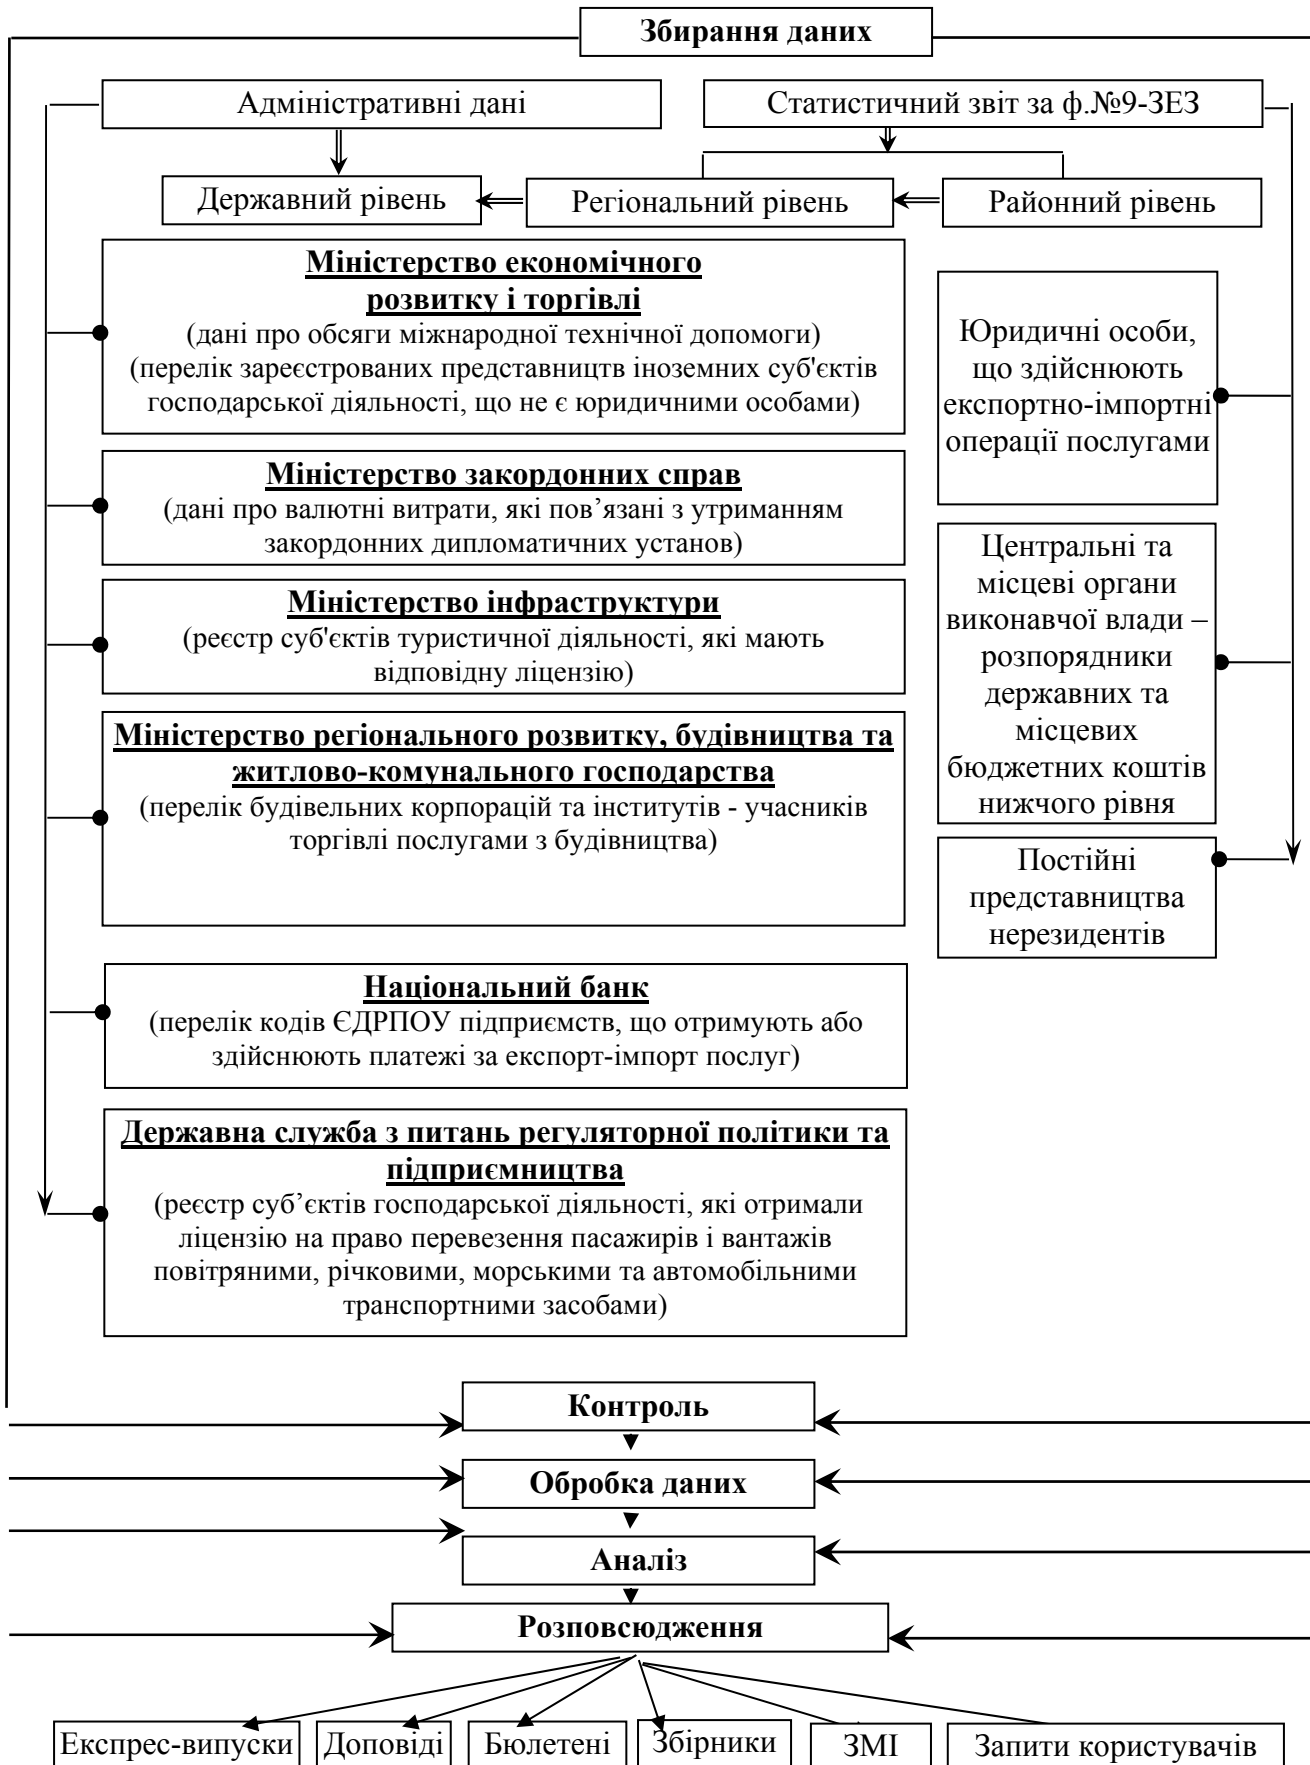 Збирання даних
Адміністративні дані
Статистичний звіт за ф.№9-ЗЕЗ
Державний рівень
Регіональний рівень
Районний рівень
Міністерство економічного
розвитку і торгівлі
(дані про обсяги міжнародної технічної допомоги)
(перелік зареєстрованих представництв іноземних суб'єктів
господарської діяльності, що не є юридичними особами)
Міністерство закордонних справ
(дані про валютні витрати, які пов’язані з утриманням
закордонних дипломатичних установ)
Міністерство інфраструктури
(реєстр суб'єктів туристичної діяльності, які мають
відповідну ліцензію)
Міністерство регіонального розвитку, будівництва та
житлово-комунального господарства
(перелік будівельних корпорацій та інститутів - учасників
торгівлі послугами з будівництва)
Національний банк
(перелік кодів ЄДРПОУ підприємств, що отримують або
здійснюють платежі за експорт-імпорт послуг)
Державна служба з питань регуляторної політики та
підприємництва
(реєстр суб’єктів господарської діяльності, які отримали
ліцензію на право перевезення пасажирів і вантажів
повітряними, річковими, морськими та автомобільними
транспортними засобами)
Юридичні особи,
що здійснюють
експортно-імпортні
операції послугами
Центральні та
місцеві органи
виконавчої влади –
розпорядники
державних та
місцевих
бюджетних коштів
нижчого рівня
Постійні
представництва
нерезидентів
Контроль
Обробка даних
Аналіз
Розповсюдження
Експрес-випуски
Доповіді
Бюлетені
Збірники
ЗМІ
Запити користувачів